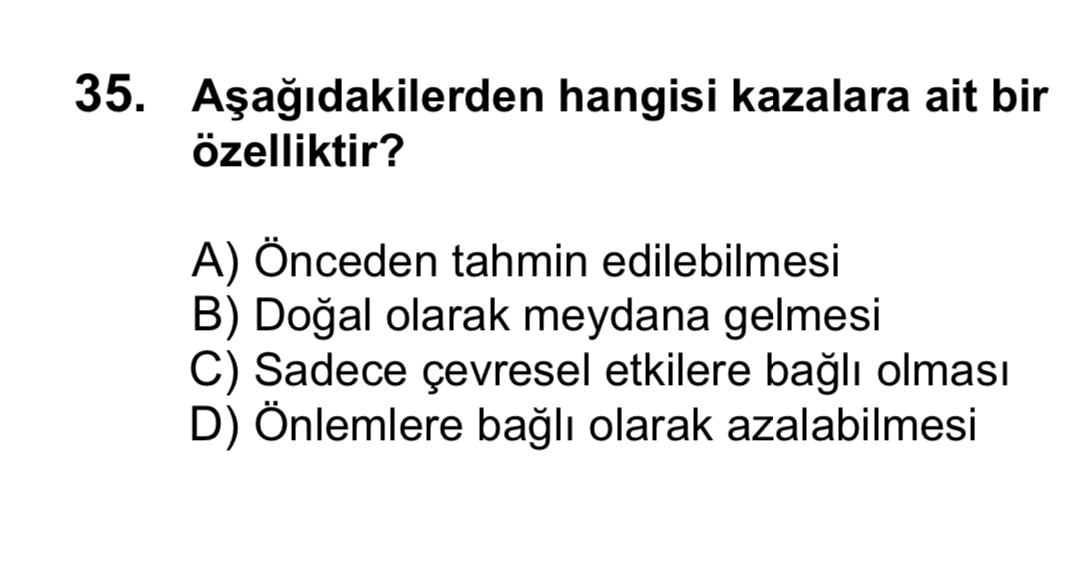 35. Aşağıdakilerden hangisi kazalara ait bir
özelliktir?
A) Önceden tahmin edilebilmesi
B) Doğal olarak meydana gelmesi
C) Sadece çevresel etkilere bağlı olması
D) Önlemlere bağlı olarak azalabilmesi